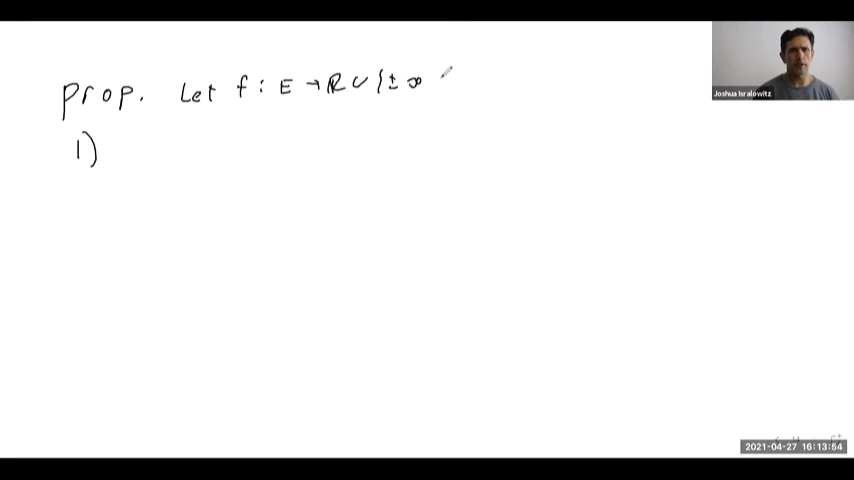 Prop. Let f : E → ℝ ∪ {± ∞
1)
Joshua Isralowitz
2021-04-27 16:13:54